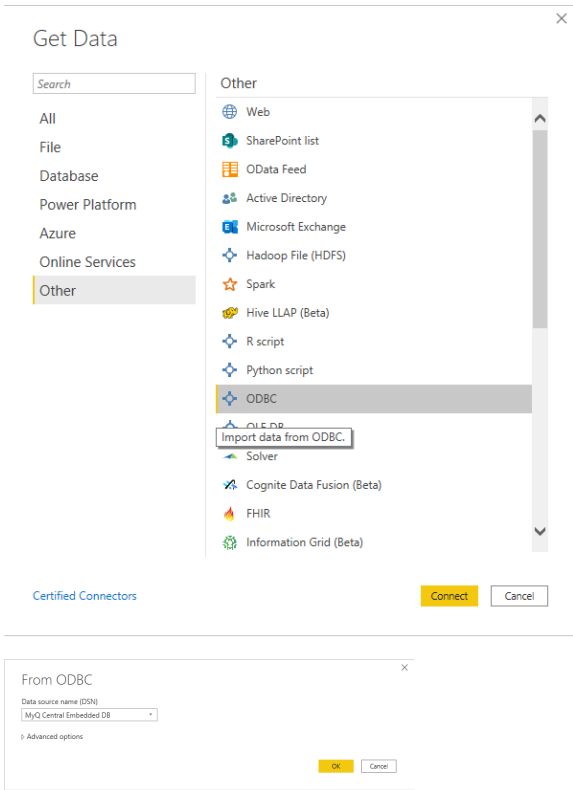 Get Data
Search
All
File
Database
Power Platform
Azure
Online Services
Other
Other
Web
SharePoint list
OData Feed
Active Directory
Microsoft Exchange
Hadoop File (HDFS)
Spark
Hive LLAP (Beta)
R script
Python script
ODBC
OLE DB
Import data from ODBC.
Solver
Cognite Data Fusion (Beta)
FHIR
Information Grid (Beta)
Certified Connectors
Connect
Cancel
From ODBC
Data source name (DSN)
MyQ Central Embedded DB
Advanced options
OK
Cancel